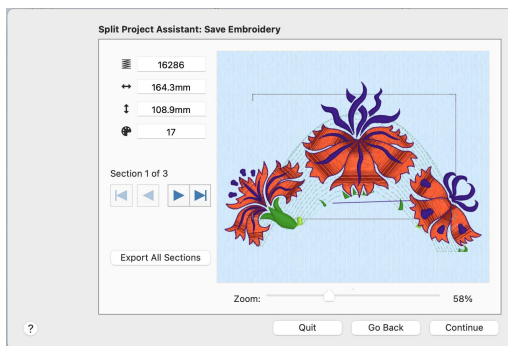 Split Project Assistant: Save Embroidery
16286
164.3mm
108.9mm
17
Section 1 of 3
Export All Sections
Zoom:
58%
?
Quit
Go Back
Continue